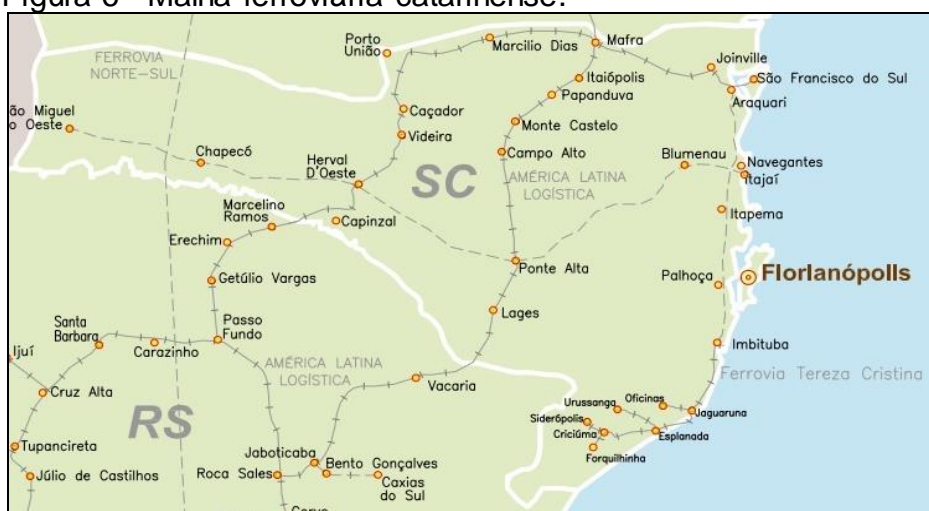 Figura 6 - Malha ferroviária catarinense.
FERROVIA
NORTE-SUL
Porto
União
Marcilio Dias
Mafra
Joinville
São Francisco do Sul
Araquari
Itaiópolis
Papanduva
Monte Castelo
Campo Alto
Caçador
Videira
ão Miguel
o Oeste
Chapecó
Herval
D'Oeste
SC
AMÉRICA LATINA
LOGÍSTICA
Blumenau
Navegantes
Itajaí
Itapema
Marcelino
Ramos
Capinzal
Erechim
Getúlio Vargas
Ponte Alta
Palhoça
Florlanópolls
Lages
Santa
Barbara
Passo
Fundo
Carazinho
Ijuí
Imbituba
AMÉRICA LATINA
LOGÍSTICA
Vacaria
Ferrovia Tereza Cristina
Cruz Alta
RS
Urussanga
Oficinas
Jaguaruna
Siderópolis
Criciúma
Esplanada
Forquilhinha
Tupancireta
Júlio de Castilhos
Jaboticaba
Roca Sales
Bento Gonçalves
Caxias
do Sul